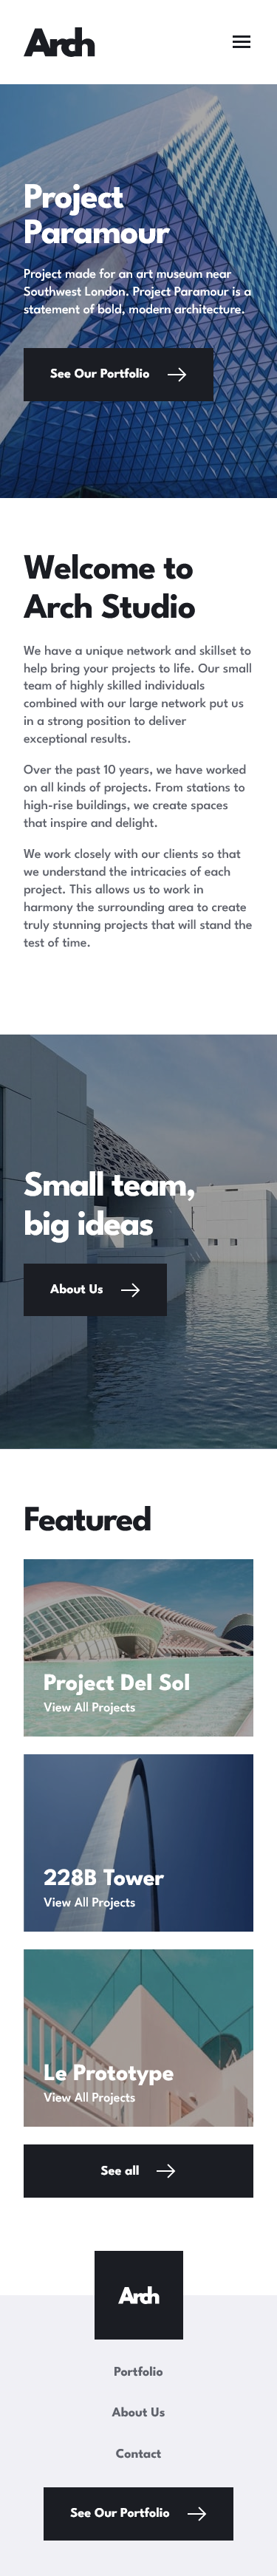 Arch
Project
Paramour
Project made for an art museum near
Southwest London. Project Paramour is a
statement of bold, modern architecture.
See Our Portfolio
Welcome to
Arch Studio
We have a unique network and skillset to
help bring your projects to life. Our small
team of highly skilled individuals
combined with our large network put us
in a strong position to deliver
exceptional results.
Over the past 10 years, we have worked
on all kinds of projects. From stations to
high-rise buildings, we create spaces
that inspire and delight.
We work closely with our clients so that
we understand the intricacies of each
project. This allows us to work in
harmony the surrounding area to create
truly stunning projects that will stand the
test of time.
Small team,
big ideas
About Us
Featured
Project Del Sol
View All Projects
228B Tower
View All Projects
Le Prototype
View All Projects
See all
Arch
Portfolio
About Us
Contact
See Our Portfolio